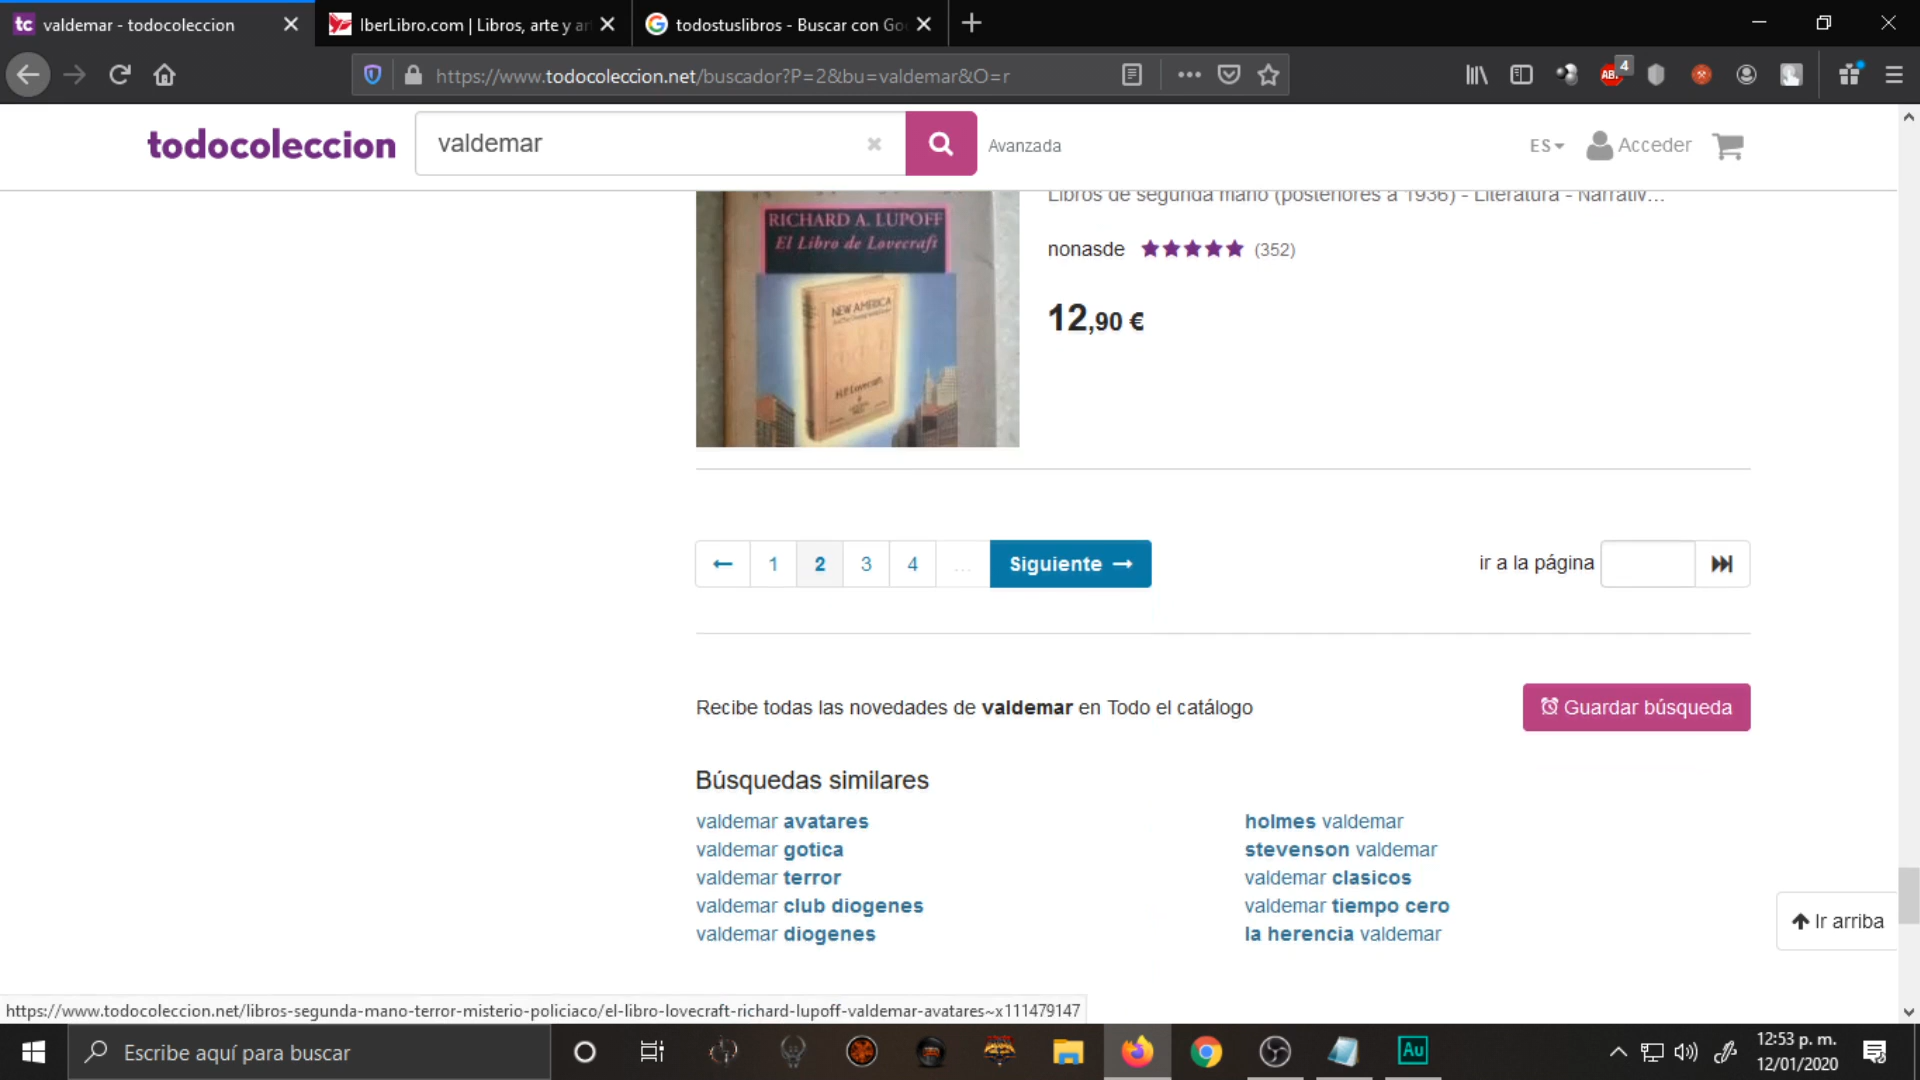 valdemar - todocoleccion
IberLibro.com | Libros, arte y ar
todostuslibros - Buscar con Go
https://www.todocoleccion.net/buscador?P=2&bu=valdemar&O=r
ABP 4
todocoleccion
valdemar
Avanzada
ES
Acceder
Libros de segunda mano (posteriores a 1936) - Literatura - Narrativ...
RICHARD A. LUPOFF
El Libro de Lovecraft
NEW AMERICA
H.P. Lovecraft
nonasde (352)
12,90 €
← 1 2 3 4 ... Siguiente →
ir a la página
Recibe todas las novedades de valdemar en Todo el catálogo
Guardar búsqueda
Búsquedas similares
valdemar avatares
valdemar gotica
valdemar terror
valdemar club diogenes
valdemar diogenes
holmes valdemar
stevenson valdemar
valdemar clasicos
valdemar tiempo cero
la herencia valdemar
Ir arriba
https://www.todocoleccion.net/libros-segunda-mano-terror-misterio-policiaco/el-libro-lovecraft-richard-lupoff-valdemar-avatares~x111479147
Escribe aquí para buscar
Au
12:53 p. m.
12/01/2020